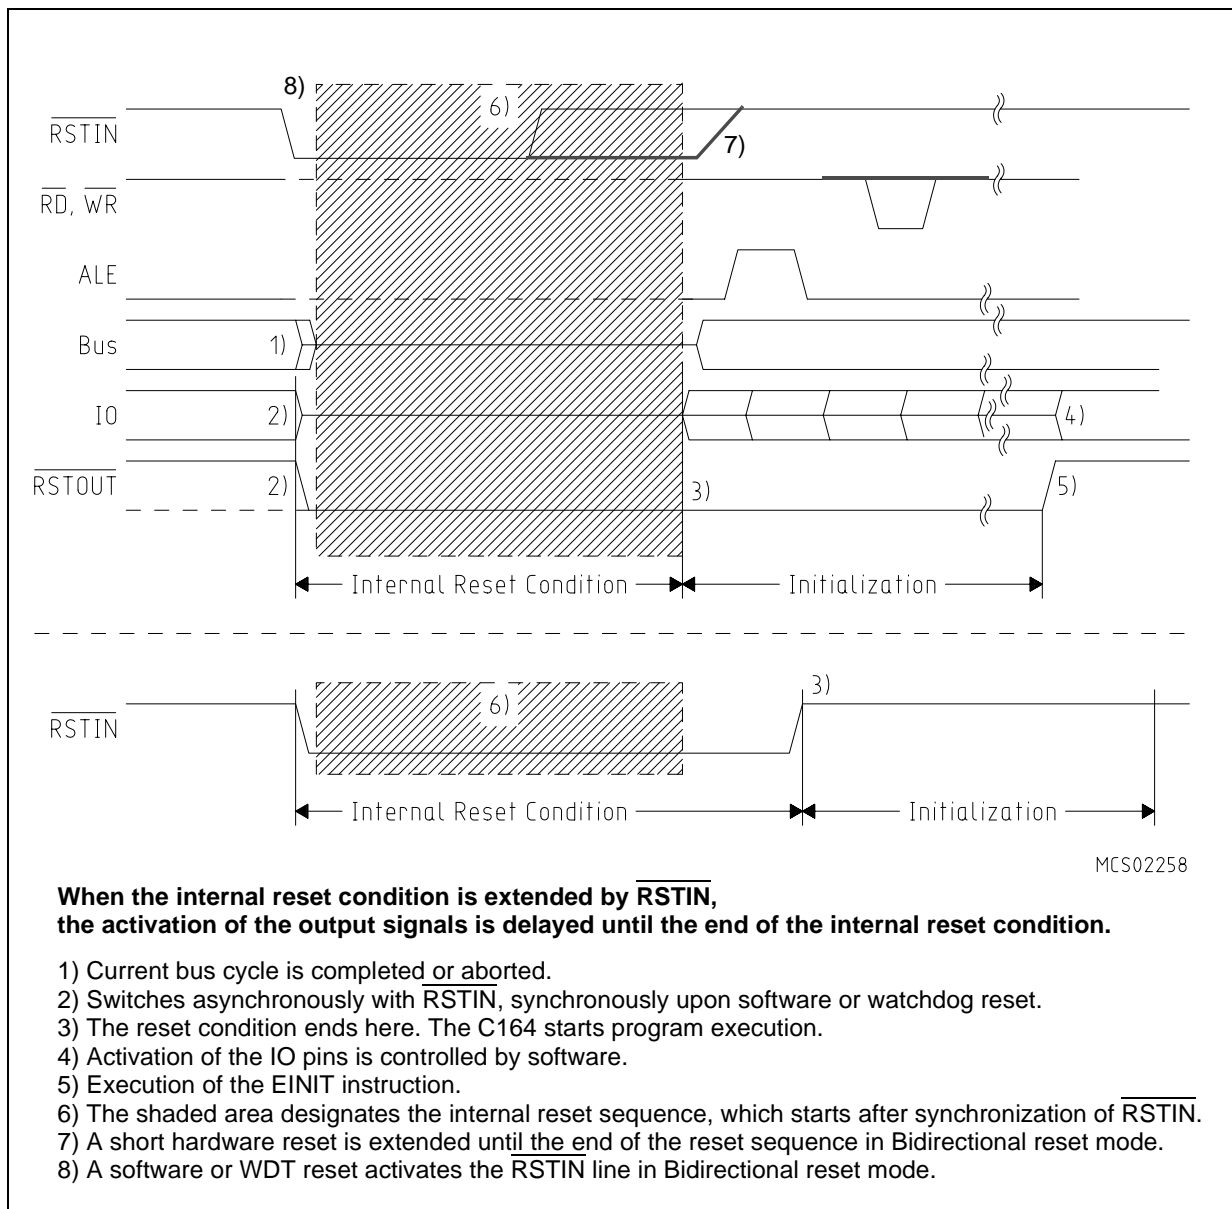 8)
6)
RSTIN
7)
RD, WR
ALE
Bus
1)
IO
2)
4)
RSTOUT
2)
3)
5)
Internal Reset Condition
Initialization
6)
3)
RSTIN
Internal Reset Condition
Initialization
MCS02258
When the internal reset condition is extended by RSTIN,
the activation of the output signals is delayed until the end of the internal reset condition.
1) Current bus cycle is completed or aborted.
2) Switches asynchronously with RSTIN, synchronously upon software or watchdog reset.
3) The reset condition ends here. The C164 starts program execution.
4) Activation of the IO pins is controlled by software.
5) Execution of the EINIT instruction.
6) The shaded area designates the internal reset sequence, which starts after synchronization of RSTIN.
7) A short hardware reset is extended until the end of the reset sequence in Bidirectional reset mode.
8) A software or WDT reset activates the RSTIN line in Bidirectional reset mode.